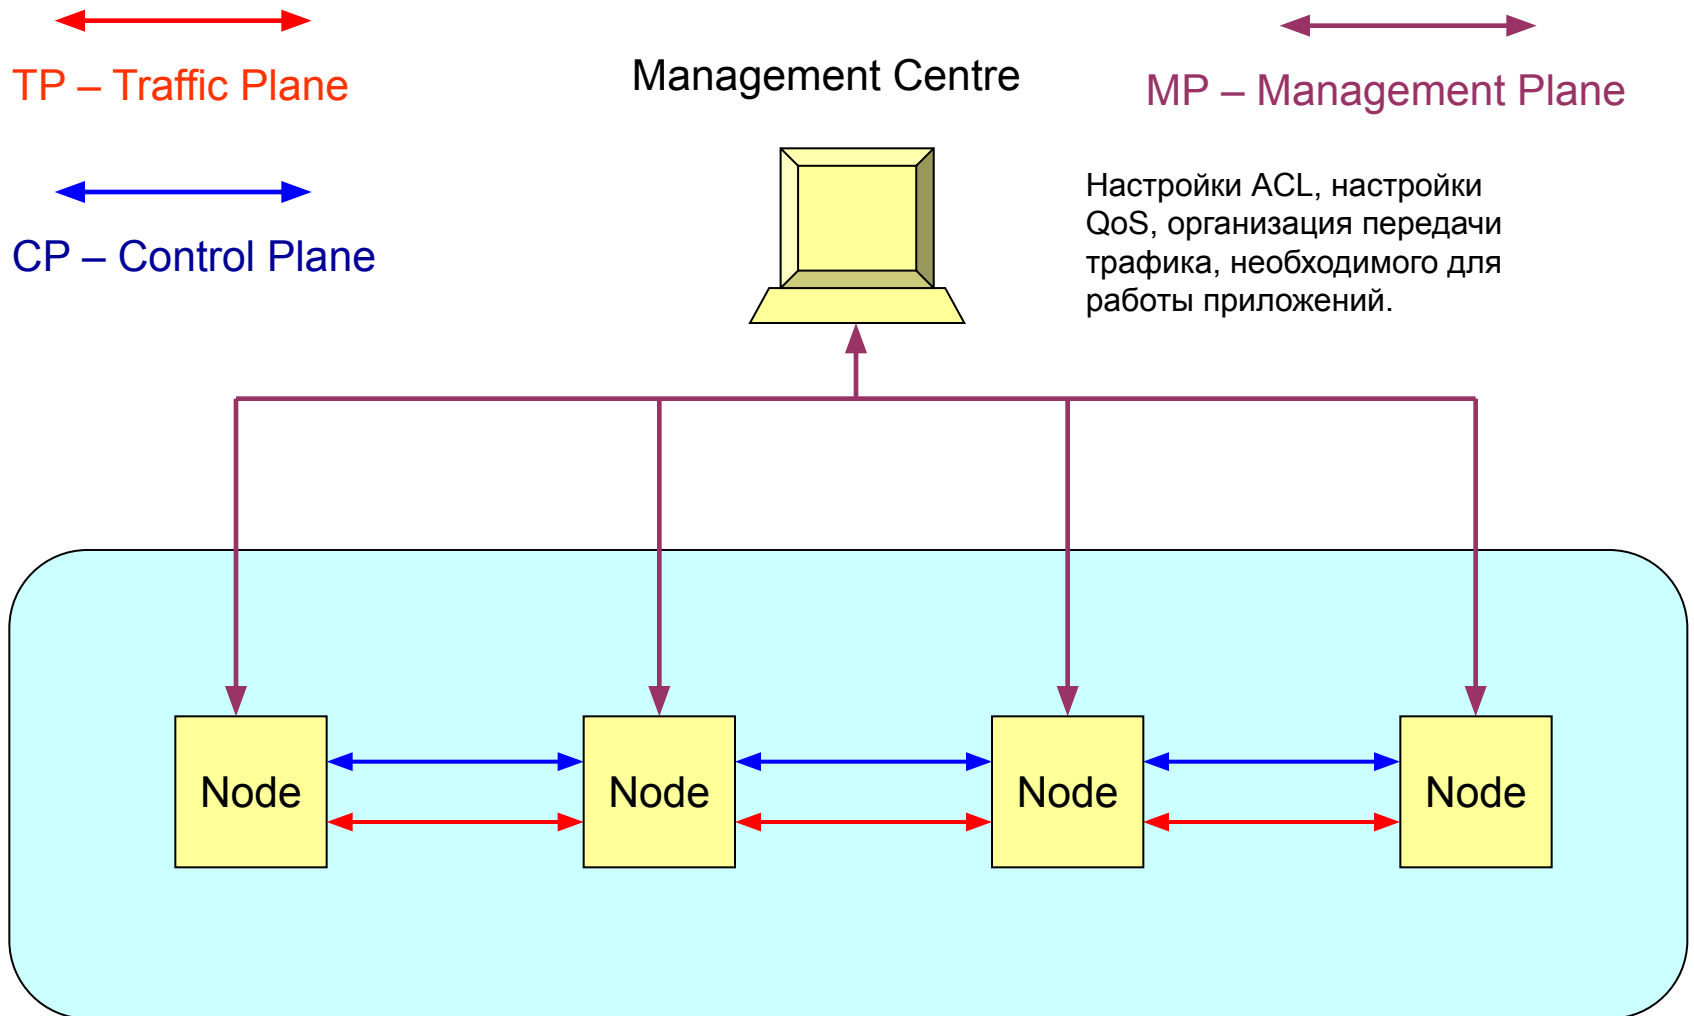 TP – Traffic Plane
Management Centre
MP – Management Plane
CP – Control Plane
Настройки ACL, настройки
QoS, организация передачи
трафика, необходимого для
работы приложений.
Node
Node
Node
Node